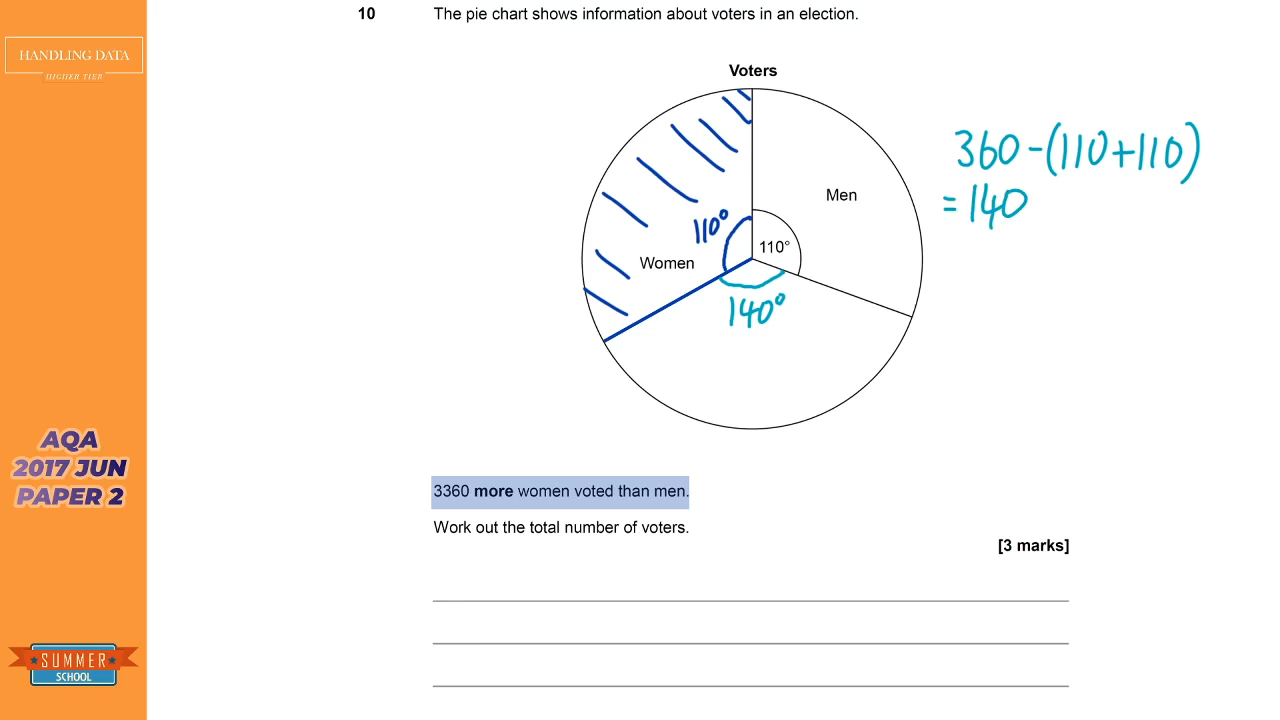 HANDLING DATA
HIGHER TIER
AQA
2017 JUN
PAPER 2
SUMMER
SCHOOL
10 The pie chart shows information about voters in an election.
Voters
Men
110°
Women
110°
140°
360-(110+110)
=140
3360 more women voted than men.
Work out the total number of voters.
[3 marks]